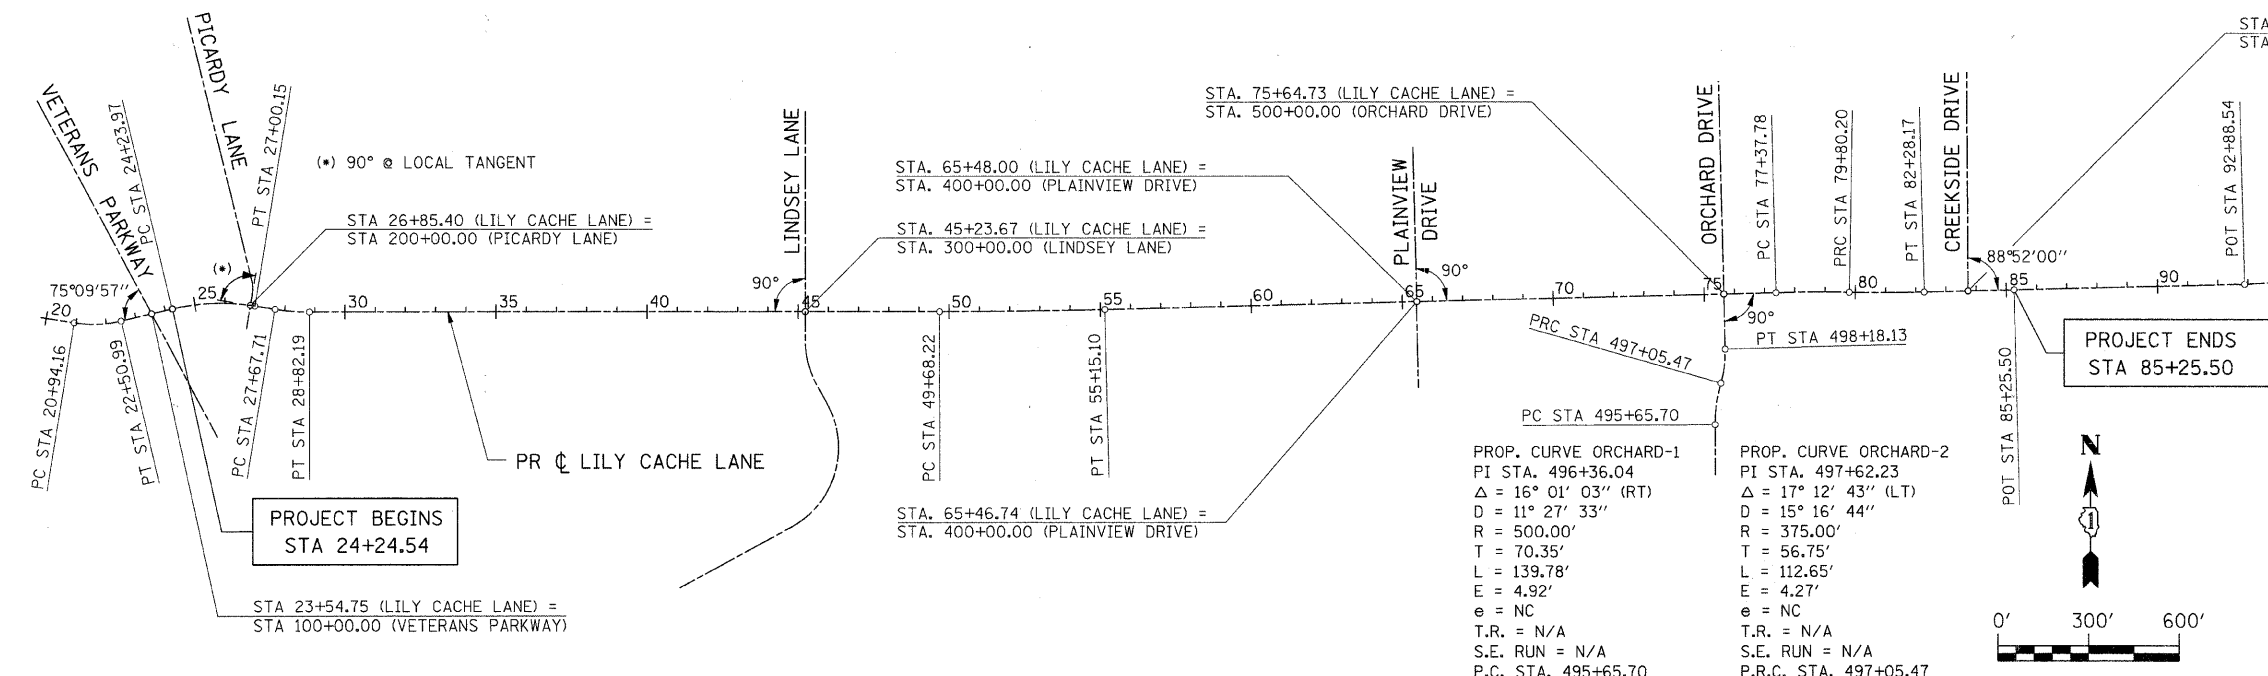 STA
STA
PICARDY LANE
VETERANS PARKWAY
PC STA 24+23.97
PT STA 27+00.15
(*) 90° @ LOCAL TANGENT
STA 26+85.40 (LILY CACHE LANE) =
STA 200+00.00 (PICARDY LANE)
LINDSEY LANE
STA. 75+64.73 (LILY CACHE LANE) =
STA. 500+00.00 (ORCHARD DRIVE)
STA. 65+48.00 (LILY CACHE LANE) =
STA. 400+00.00 (PLAINVIEW DRIVE)
STA. 45+23.67 (LILY CACHE LANE) =
STA. 300+00.00 (LINDSEY LANE)
PLAINVIEW
DRIVE
ORCHARD DRIVE
PC STA 77+37.78
PRC STA 79+80.20
PT STA 82+28.17
CREEKSIDE DRIVE
POT STA 92+88.54
75°09'57''
(*)
90°
90°
88°52'00''
20
25
30
35
40
45
50
55
60
65
70
75
80
85
90
90°
PC STA 20+94.16
PT STA 22+50.99
PC STA 27+67.71
PT STA 28+82.19
PR ℄ LILY CACHE LANE
PC STA 49+68.22
PT STA 55+15.10
PRC STA 497+05.47
PT STA 498+18.13
PC STA 495+65.70
POT STA 85+25.50
PROJECT ENDS
STA 85+25.50
PROJECT BEGINS
STA 24+24.54
STA. 65+46.74 (LILY CACHE LANE) =
STA. 400+00.00 (PLAINVIEW DRIVE)
STA 23+54.75 (LILY CACHE LANE) =
STA 100+00.00 (VETERANS PARKWAY)
PROP. CURVE ORCHARD-1
PI STA. 496+36.04
Δ = 16° 01' 03'' (RT)
D = 11° 27' 33''
R = 500.00'
T = 70.35'
L = 139.78'
E = 4.92'
e = NC
T.R. = N/A
S.E. RUN = N/A
P.C. STA. 495+65.70
PROP. CURVE ORCHARD-2
PI STA. 497+62.23
Δ = 17° 12' 43'' (LT)
D = 15° 16' 44''
R = 375.00'
T = 56.75'
L = 112.65'
E = 4.27'
e = NC
T.R. = N/A
S.E. RUN = N/A
P.R.C. STA. 497+05.47
N
1
0' 300' 600'